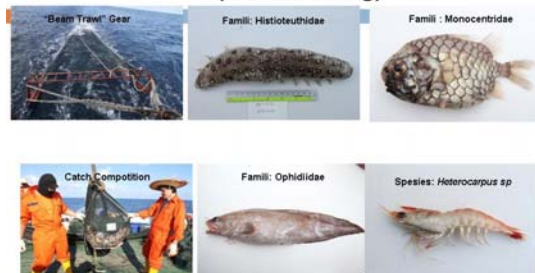 "Beam Trawl" Gear
Famili: Histioteuthidae
Famili : Monocentridae
Catch Compotition
Famili: Ophidiidae
Spesies: Heterocarpus sp